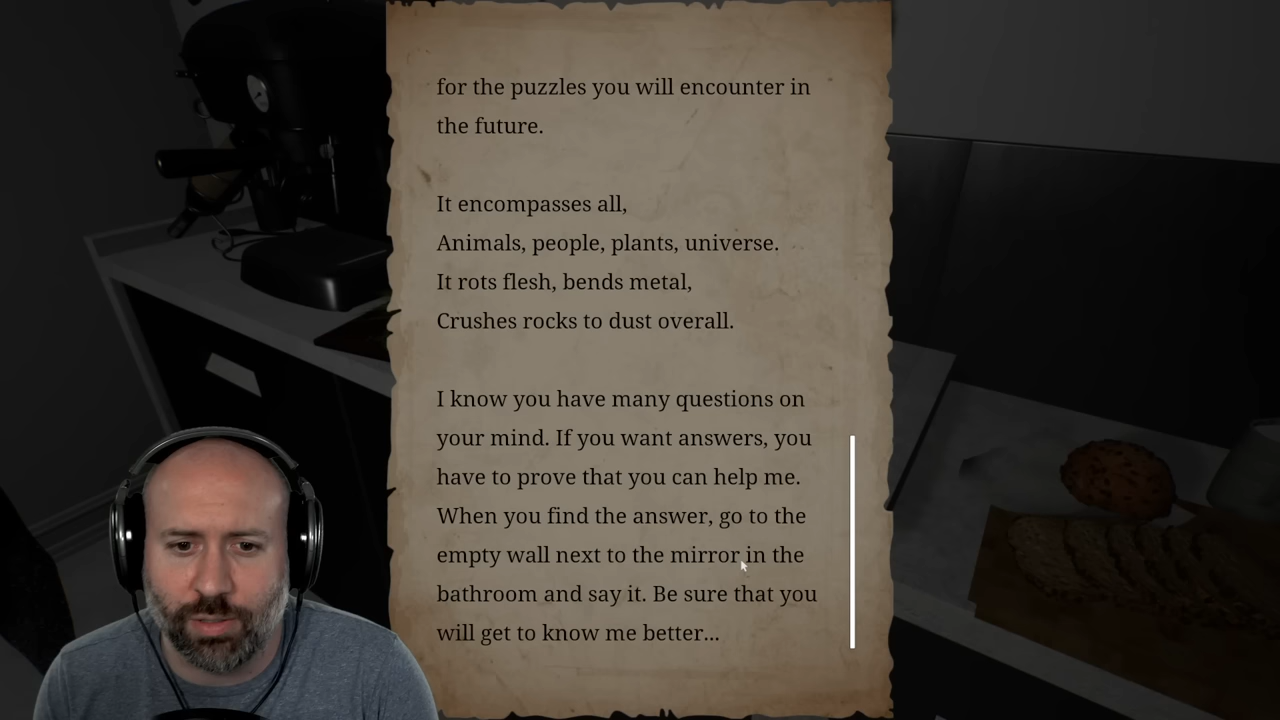 for the puzzles you will encounter in
the future.
It encompasses all,
Animals, people, plants, universe.
It rots flesh, bends metal,
Crushes rocks to dust overall.
I know you have many questions on
your mind. If you want answers, you
have to prove that you can help me.
When you find the answer, go to the
empty wall next to the mirror in the
bathroom and say it. Be sure that you
will get to know me better...